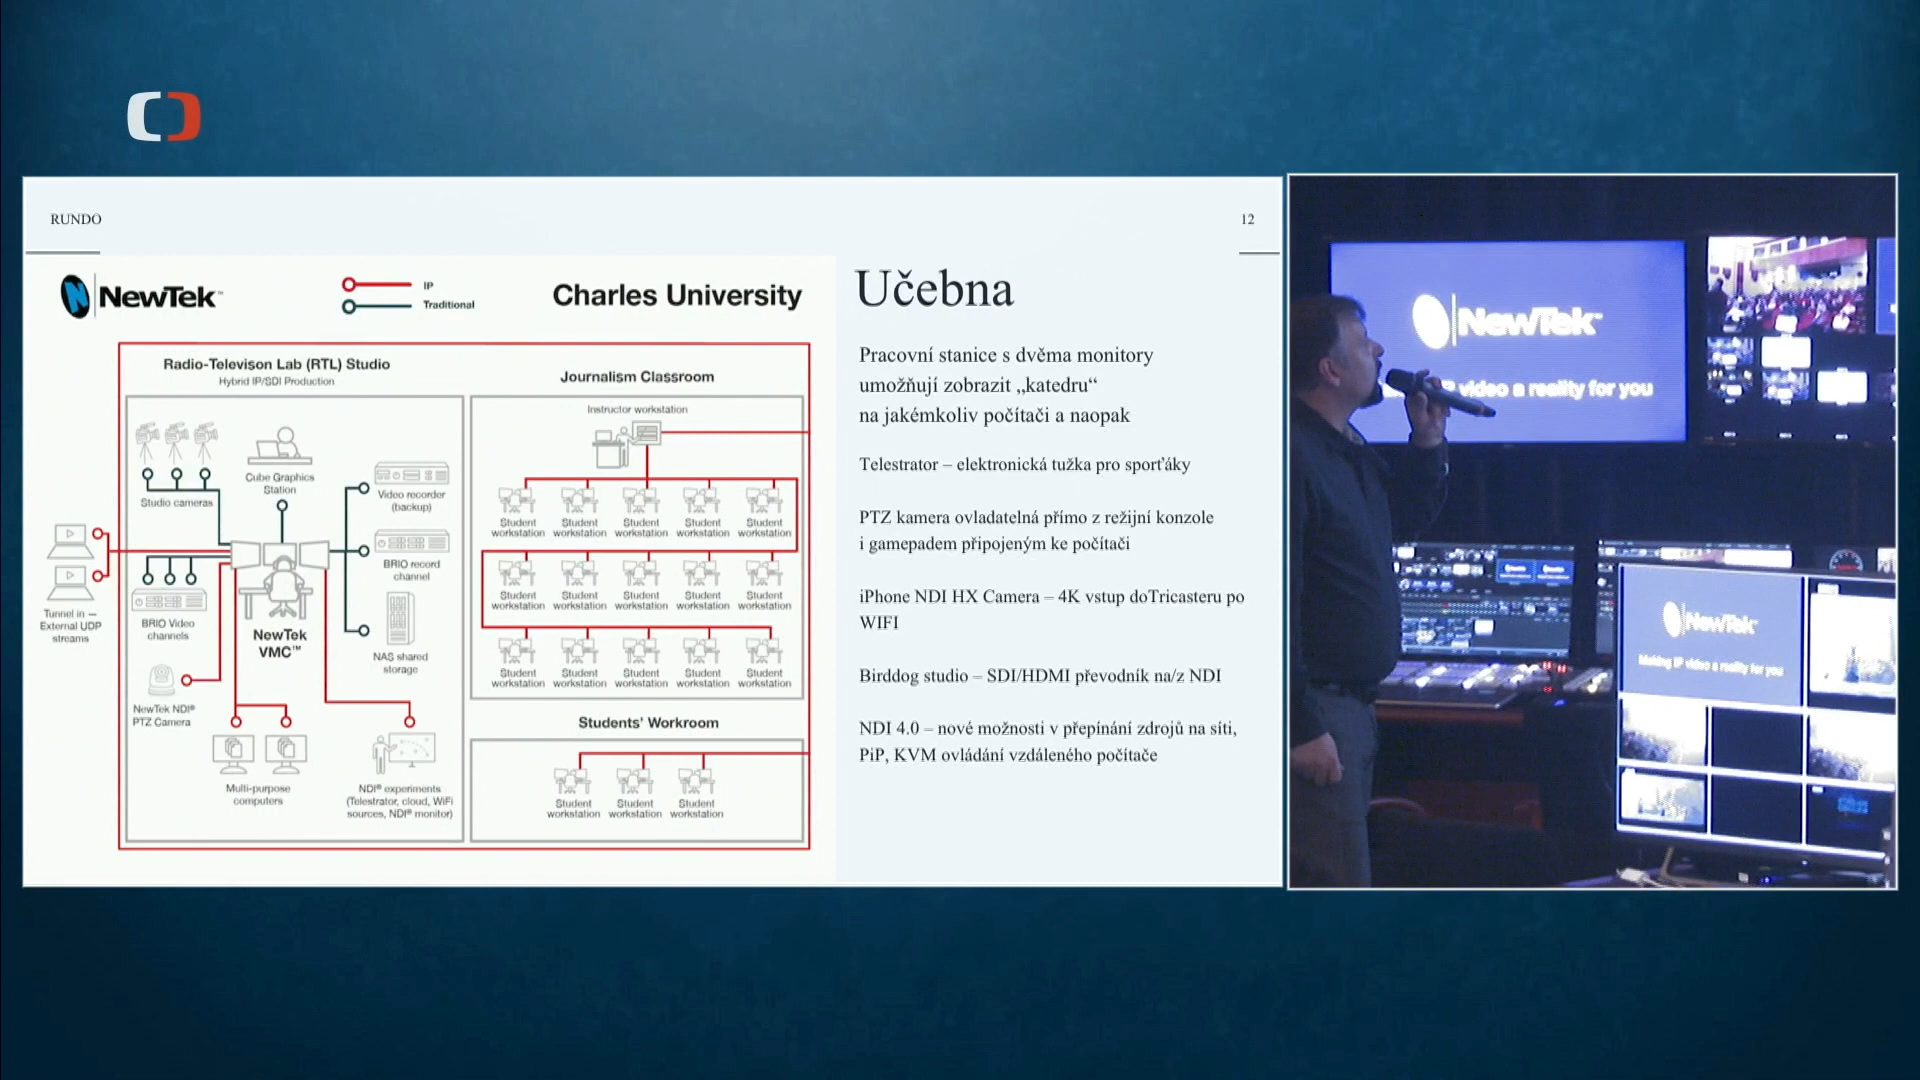 RUNDO
12
NewTek™
IP
Traditional
Charles University
Radio-Televison Lab (RTL) Studio
Hybrid IP/SDI Production
Studio cameras
Cube Graphics
Station
Video recorder
(backup)
BRIO record
channel
NAS shared
storage
Tunnel in —
External UDP
streams
BRIO Video
channels
NewTek
VMC™
NewTek NDI®
PTZ Camera
Multi-purpose
computers
NDI® experiments
(Telestrator, cloud, WiFi
sources, NDI® monitor)
Journalism Classroom
Instructor workstation
Student Student Student Student Student
workstation workstation workstation workstation workstation
Student Student Student Student Student
workstation workstation workstation workstation workstation
Student Student Student Student Student
workstation workstation workstation workstation workstation
Students' Workroom
Student Student Student
workstation workstation workstation
Učebna
Pracovní stanice s dvěma monitory
umožňují zobrazit „katedru“
na jakémkoliv počítači a naopak
Telestrator – elektronická tužka pro sporťáky
PTZ kamera ovladatelná přímo z režijní konzole
i gamepadem připojeným ke počítači
iPhone NDI HX Camera – 4K vstup doTricasteru po
WIFI
Birddog studio – SDI/HDMI převodník na/z NDI
NDI 4.0 – nové možnosti v přepínání zdrojů na síti,
PiP, KVM ovládání vzdáleného počítače
NewTek™
video a reality for you
NewTek
Making IP video a reality for you